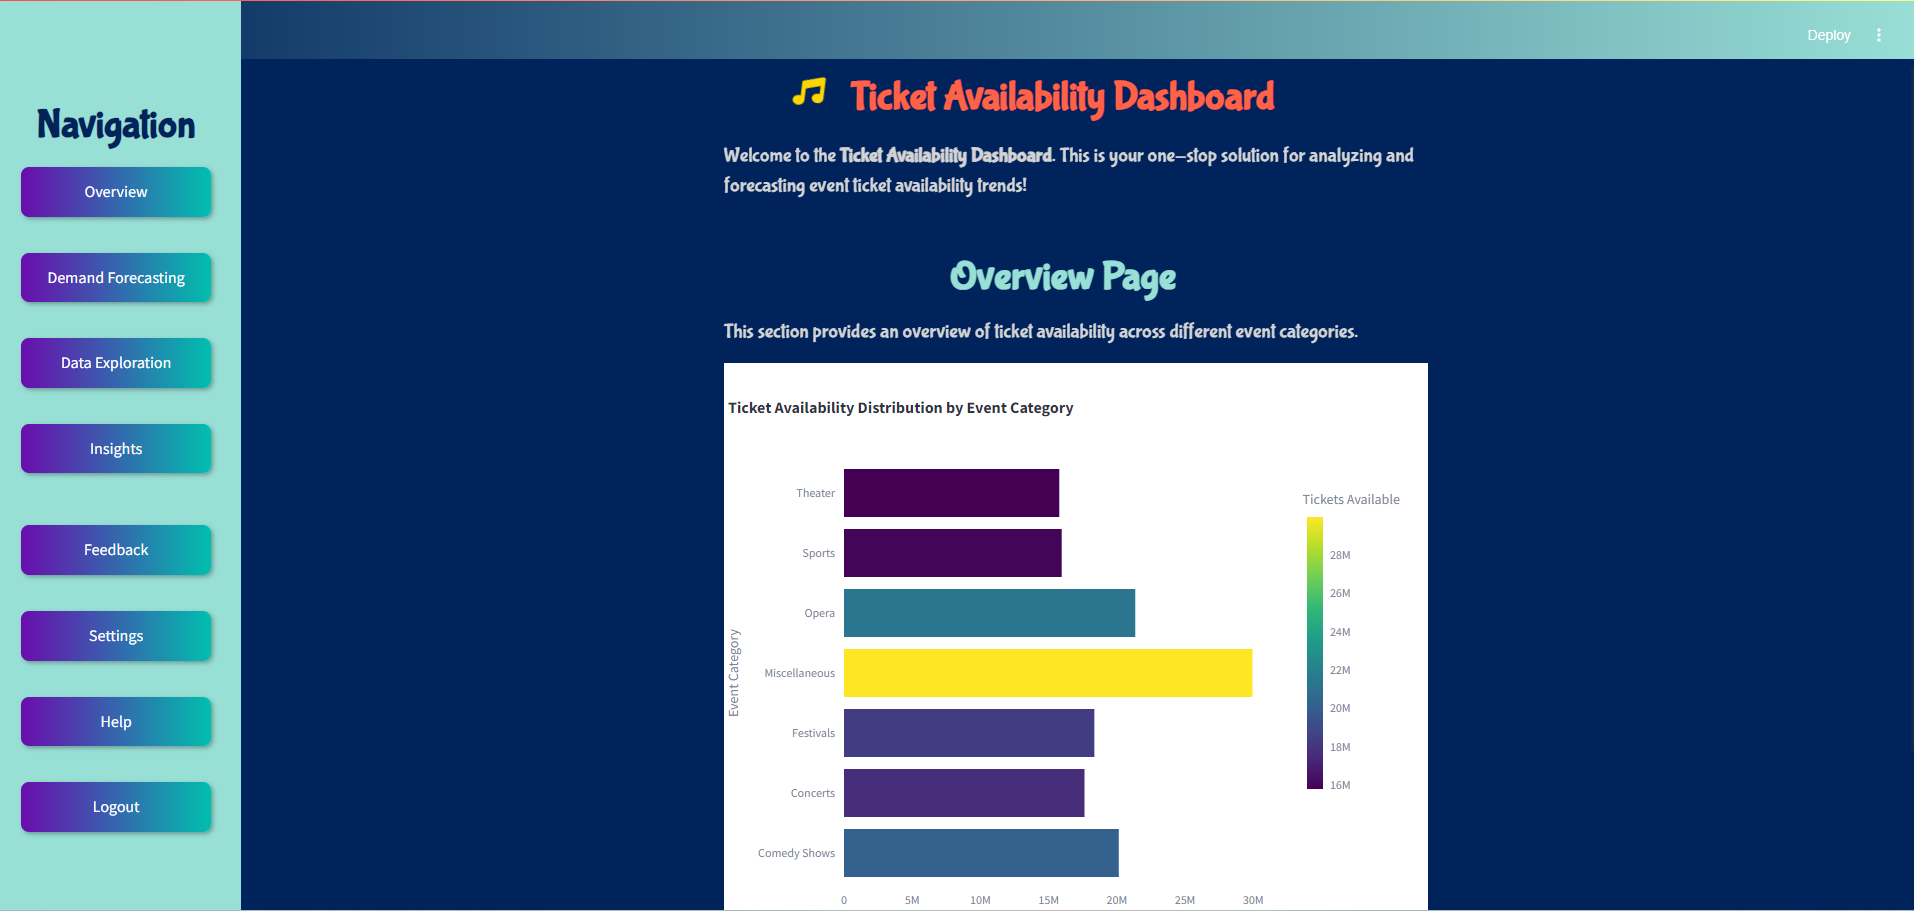 Deploy
Navigation
Overview
Demand Forecasting
Data Exploration
Insights
Feedback
Settings
Help
Logout
Ticket Availability Dashboard
Welcome to the Ticket Availability Dashboard. This is your one-stop solution for analyzing and
forecasting event ticket availability trends!
Overview Page
This section provides an overview of ticket availability across different event categories.
Ticket Availability Distribution by Event Category
Event Category
Theater
Sports
Opera
Miscellaneous
Festivals
Concerts
Comedy Shows
0 5M 10M 15M 20M 25M 30M
Tickets Available
28M
26M
24M
22M
20M
18M
16M